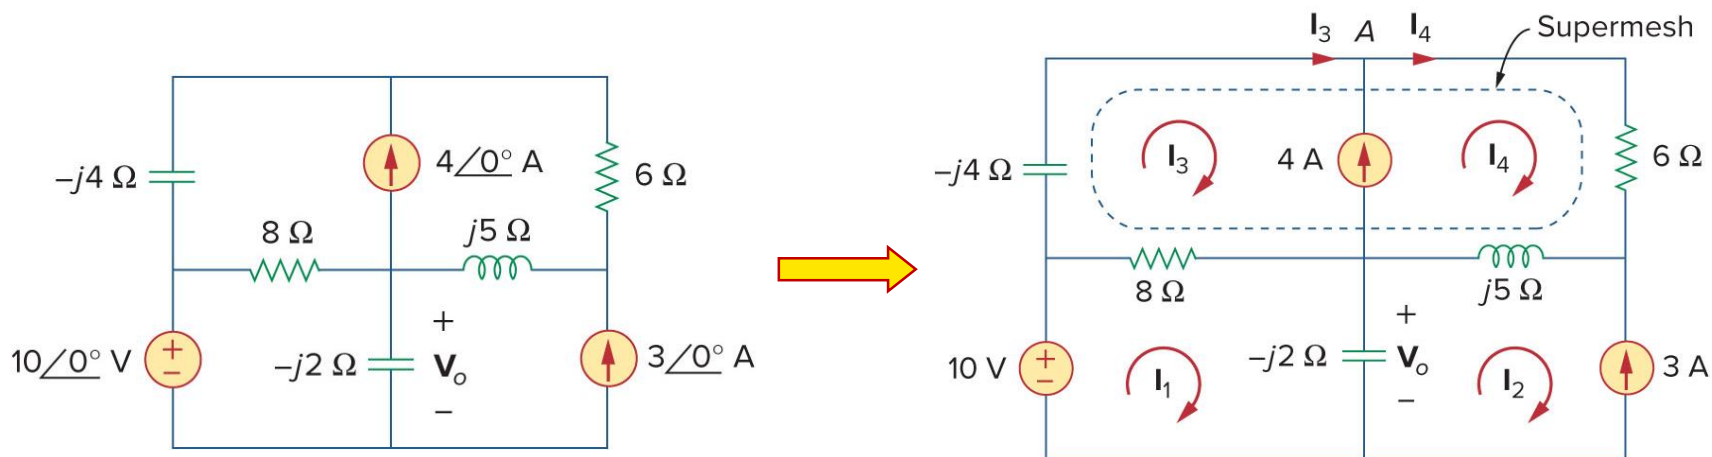 4∠0° A
-j4 Ω
6 Ω
8 Ω
j5 Ω
10∠0° V
+
-
-j2 Ω
+
Vo
-
3∠0° A
I3 A I4
Supermesh
-j4 Ω
I3
4 A
I4
6 Ω
8 Ω
j5 Ω
10 V
+
-
I1
-j2 Ω
+
Vo
-
I2
3 A